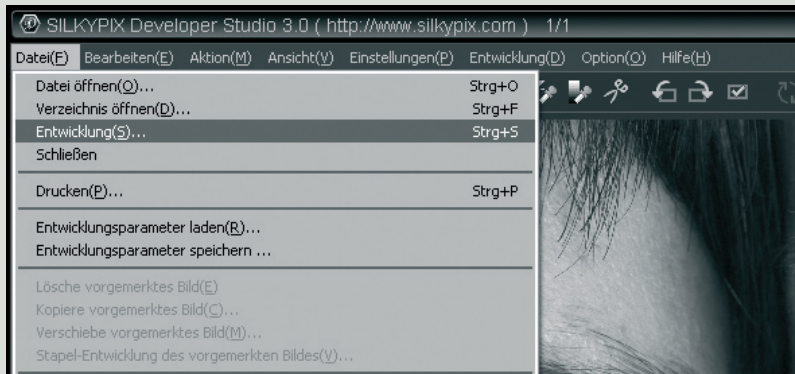 SILKYPIX Developer Studio 3.0 ( http://www.silkypix.com ) 1/1
Datei(F) Bearbeiten(E) Aktion(M) Ansicht(V) Einstellungen(P) Entwicklung(D) Option(O) Hilfe(H)
Datei öffnen(O)... Strg+O
Verzeichnis öffnen(D)... Strg+F
Entwicklung(S)... Strg+S
Schließen
Drucken(P)... Strg+P
Entwicklungsparameter laden(R)...
Entwicklungsparameter speichern ...
Lösche vorgemerktes Bild(E)
Kopiere vorgemerktes Bild(C)...
Verschiebe vorgemerktes Bild(M)...
Stapel-Entwicklung des vorgemerkten Bildes(V)...